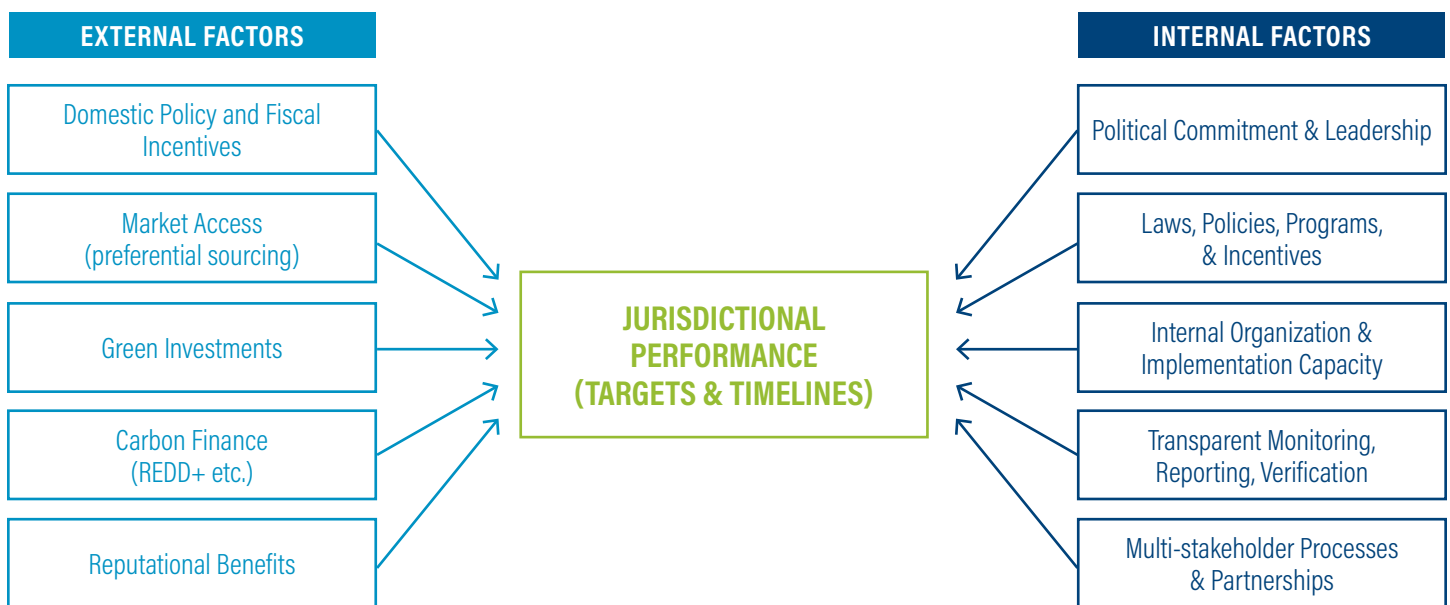 EXTERNAL FACTORS
Domestic Policy and Fiscal
Incentives
Market Access
(preferential sourcing)
Green Investments
Carbon Finance
(REDD+ etc.)
Reputational Benefits
JURISDICTIONAL
PERFORMANCE
(TARGETS & TIMELINES)
INTERNAL FACTORS
Political Commitment & Leadership
Laws, Policies, Programs,
& Incentives
Internal Organization &
Implementation Capacity
Transparent Monitoring,
Reporting, Verification
Multi-stakeholder Processes
& Partnerships